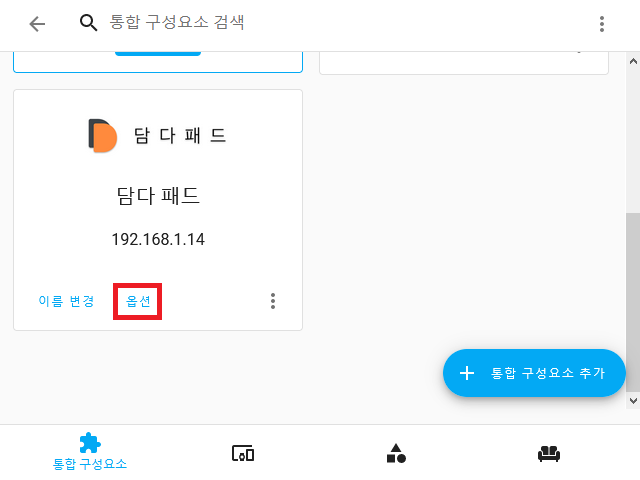 통합 구성요소 검색
담다패드
담다 패드
192.168.1.14
이름 변경
옵션
통합 구성요소 추가
통합 구성요소